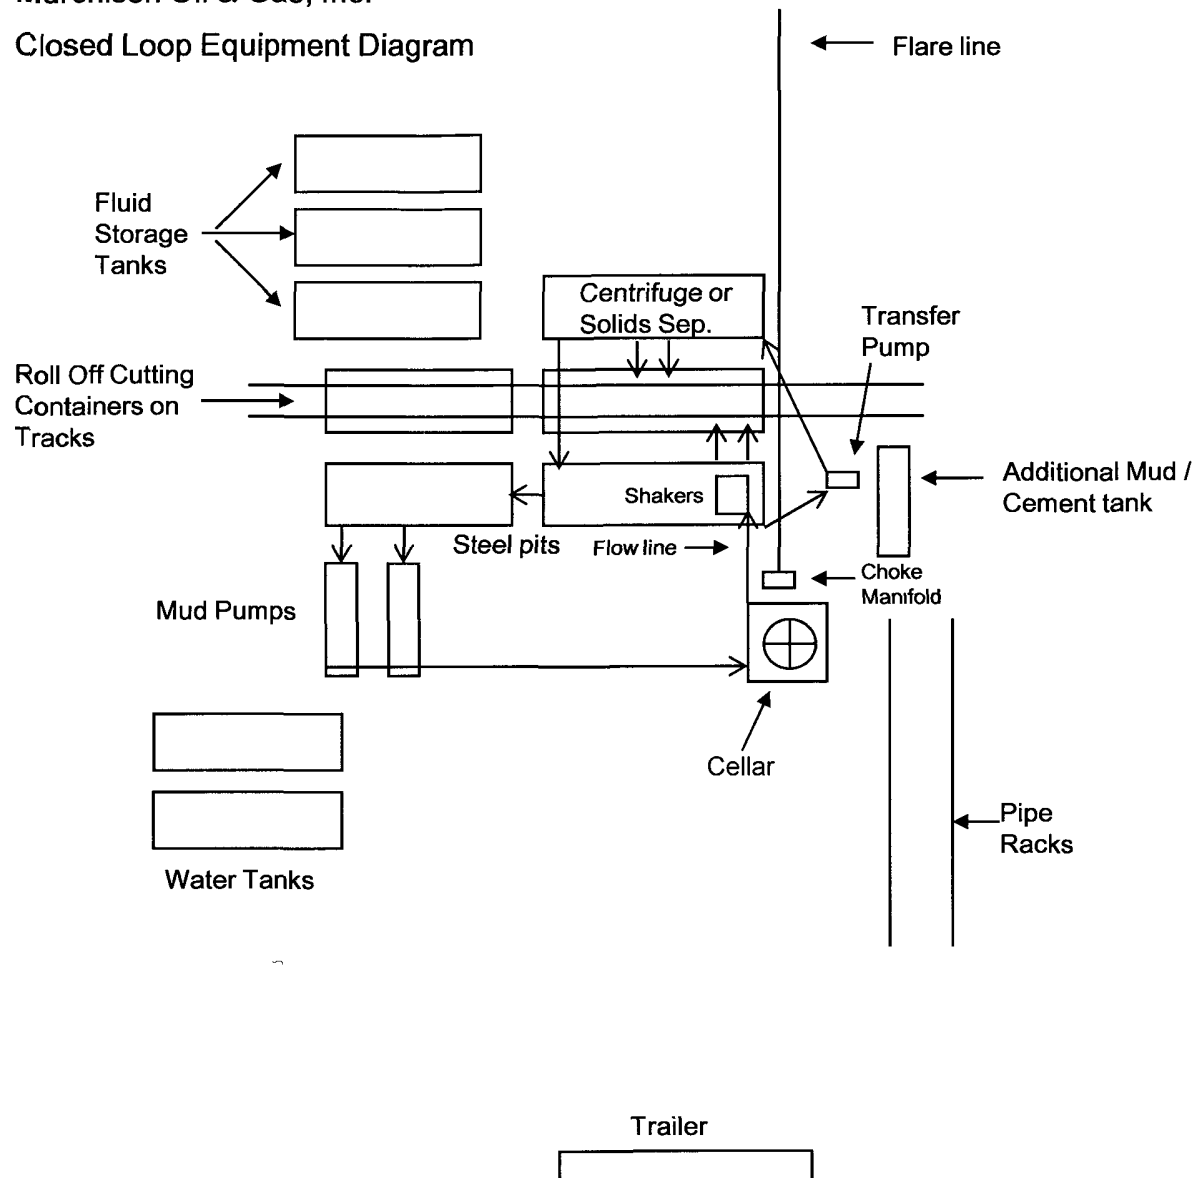 Closed Loop Equipment Diagram
Flare line
Fluid
Storage
Tanks
Centrifuge or
Solids Sep.
Transfer
Pump
Roll Off Cutting
Containers on
Tracks
Additional Mud /
Cement tank
Shakers
Steel pits
Flow line
Choke
Manifold
Mud Pumps
Cellar
Pipe
Racks
Water Tanks
Trailer